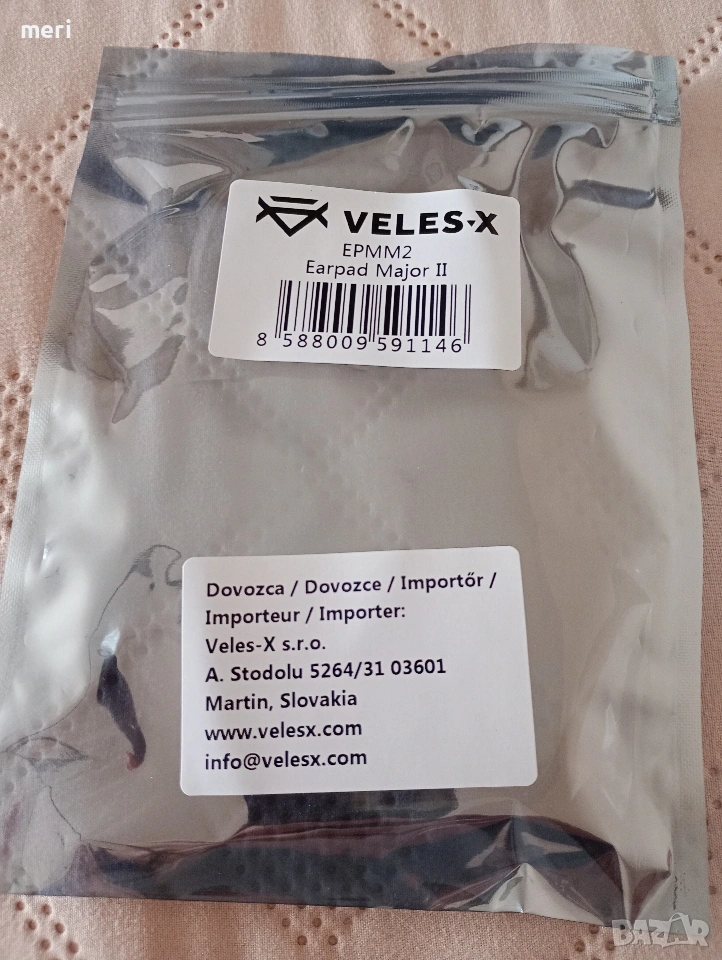 meri
VELES-X
EPMM2
Earpad Major II
8 588009 591146
Dovozca / Dovozce / Importőr /
Importeur / Importer:
Veles-X s.r.o.
A. Stodolu 5264/31 03601
Martin, Slovakia
www.velesx.com
info@velesx.com
BAZAR